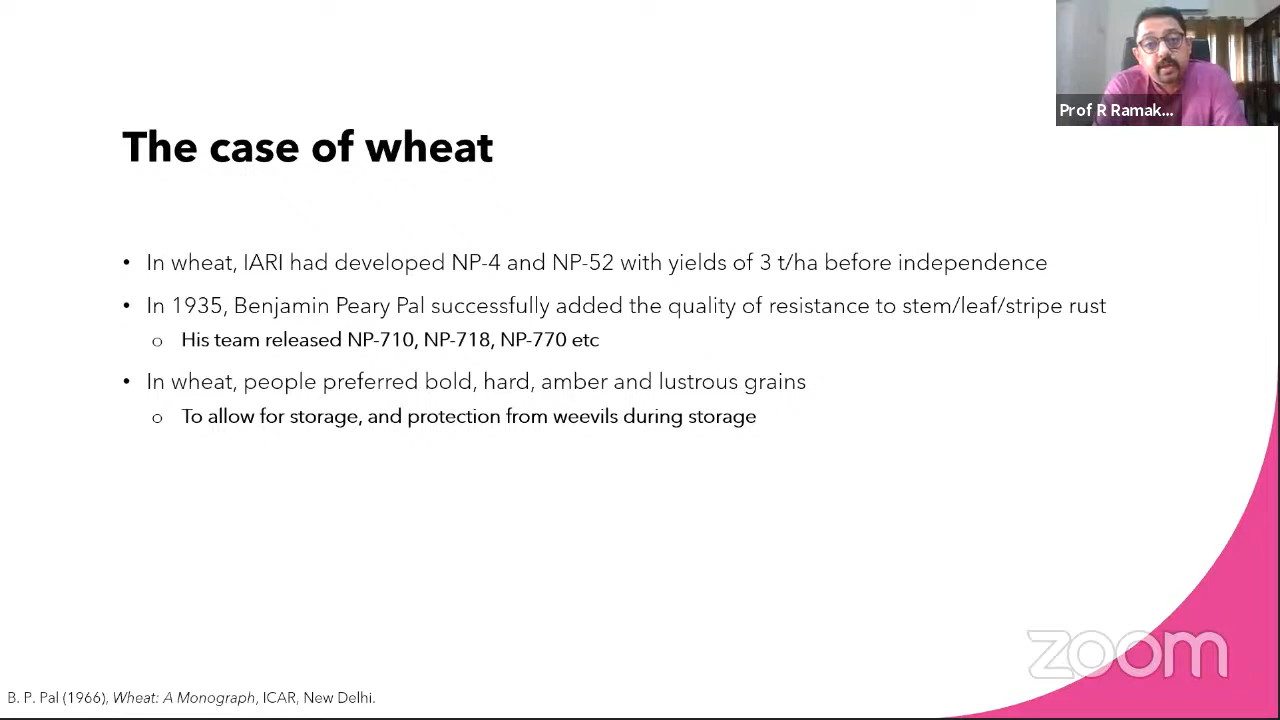 Prof R Ramak...
The case of wheat
• In wheat, IARI had developed NP-4 and NP-52 with yields of 3 t/ha before independence
• In 1935, Benjamin Peary Pal successfully added the quality of resistance to stem/leaf/stripe rust
o His team released NP-710, NP-718, NP-770 etc
• In wheat, people preferred bold, hard, amber and lustrous grains
o To allow for storage, and protection from weevils during storage
zoom
B. P. Pal (1966), Wheat: A Monograph, ICAR, New Delhi.